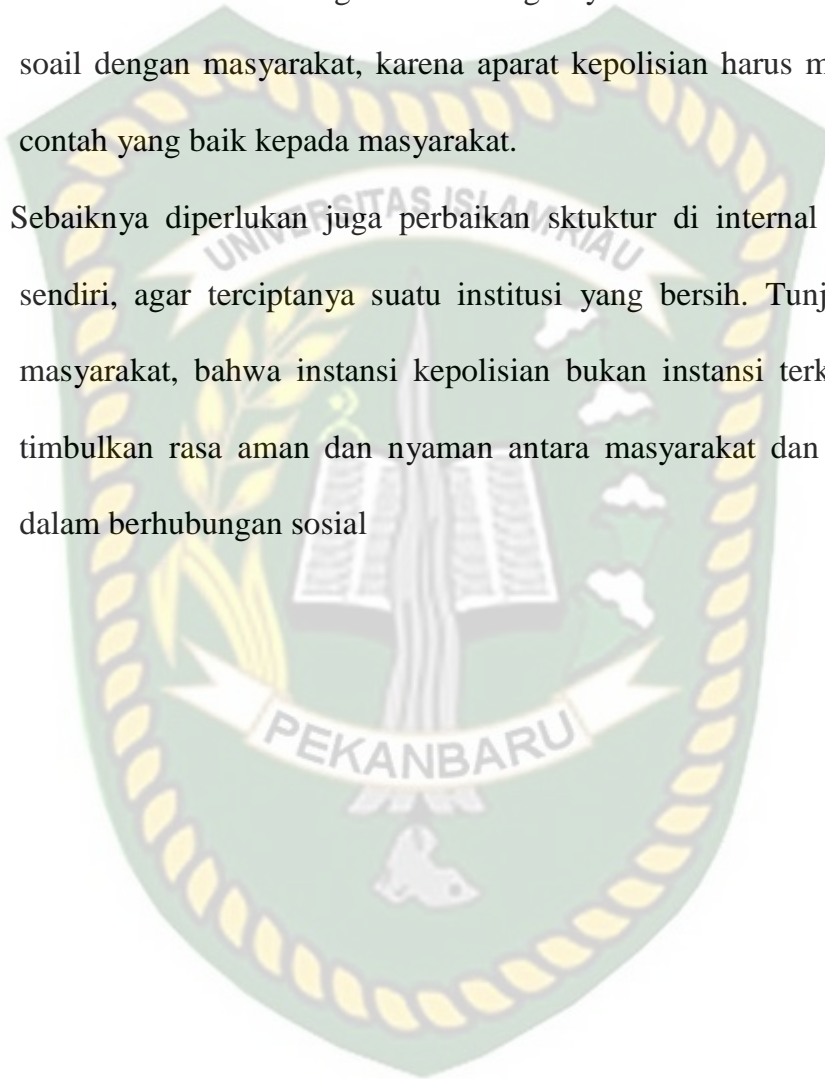 soail dengan masyarakat, karena aparat kepolisian harus
contah yang baik kepada masyarakat.
UNIVERSITAS ISLAM RIAU
Sebaiknya diperlukan juga perbaikan sktuktur di internal
sendiri, agar terciptanya suatu institusi yang bersih.
masyarakat, bahwa instansi kepolisian bukan instansi
timbulkan rasa aman dan nyaman antara masyarakat dan
dalam berhubungan sosial
PEKANBARU